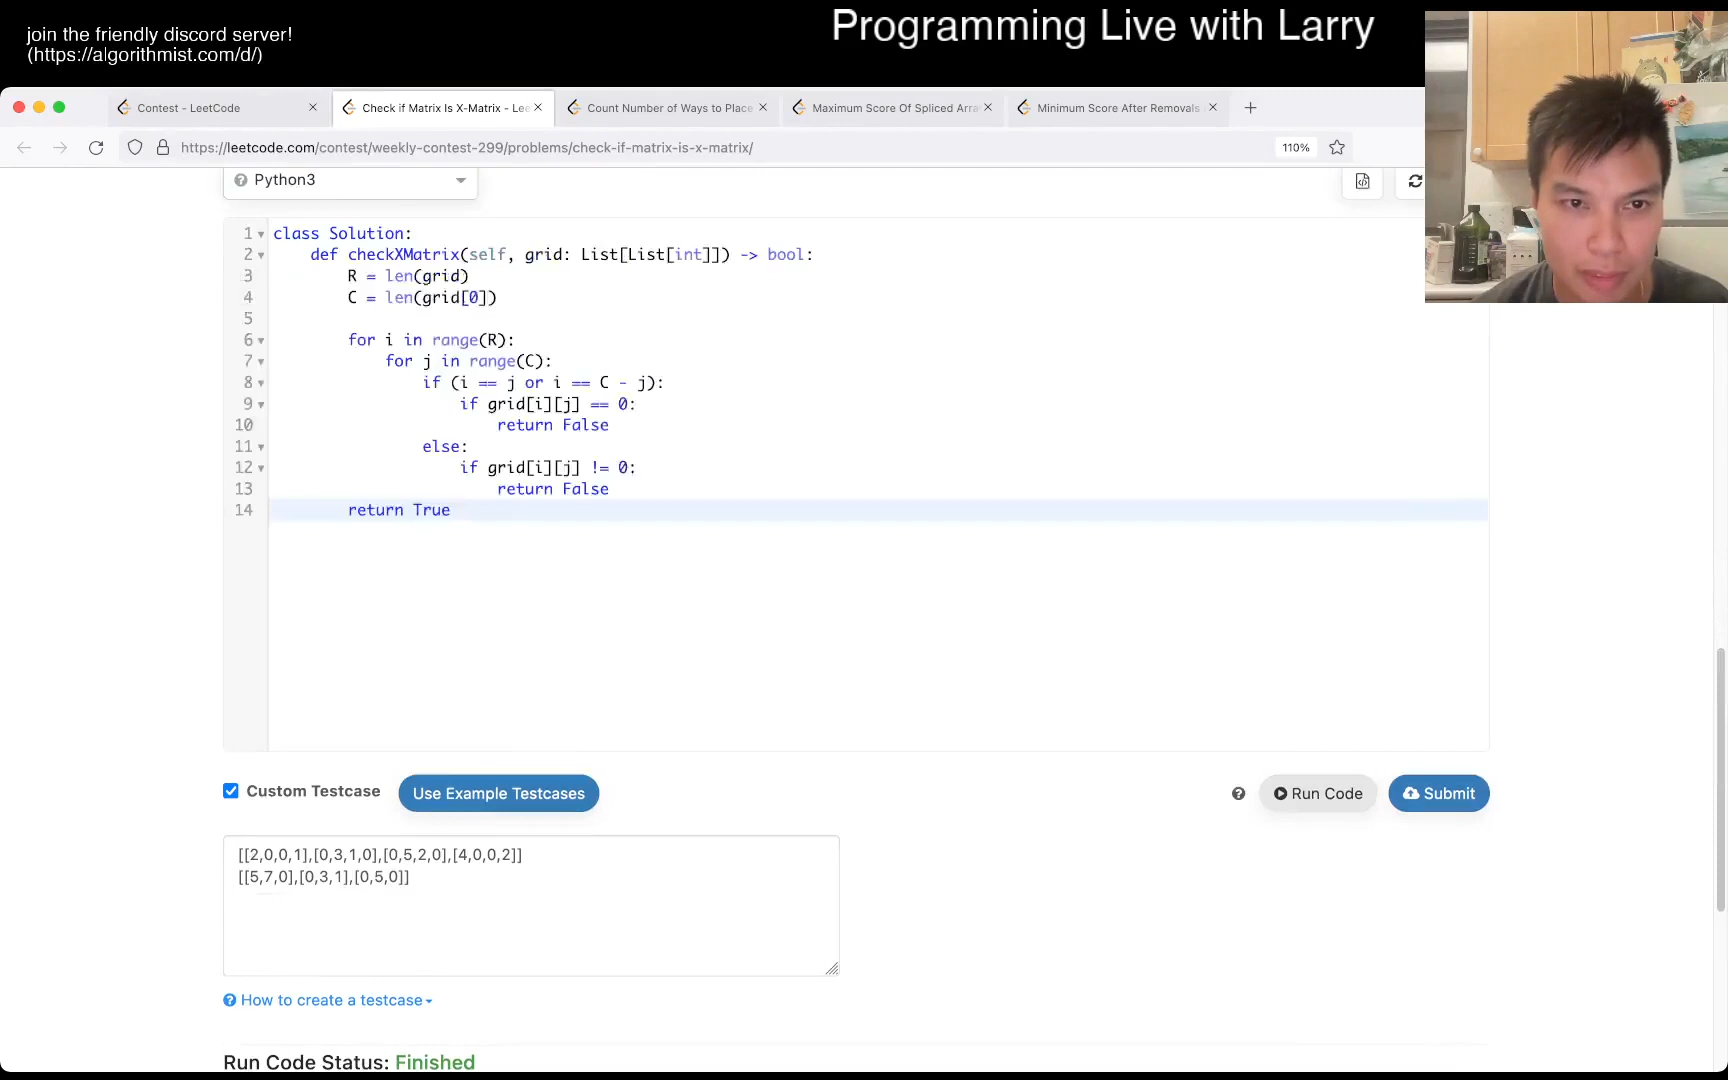 join the friendly discord server!
(https://algorithmist.com/d/)
Programming Live with Larry
Contest - LeetCode
Check if Matrix Is X-Matrix - Lee
Count Number of Ways to Place
Maximum Score Of Spliced Arra
Minimum Score After Removals
https://leetcode.com/contest/weekly-contest-299/problems/check-if-matrix-is-x-matrix/
110%
Python3
1 class Solution:
2 def checkXMatrix(self, grid: List[List[int]]) -> bool:
3 R = len(grid)
4 C = len(grid[0])
5
6 for i in range(R):
7 for j in range(C):
8 if (i == j or i == C - j):
9 if grid[i][j] == 0:
10 return False
11 else:
12 if grid[i][j] != 0:
13 return False
14 return True
Custom Testcase
Use Example Testcases
Run Code
Submit
[[2,0,0,1],[0,3,1,0],[0,5,2,0],[4,0,0,2]]
[[5,7,0],[0,3,1],[0,5,0]]
How to create a testcase
Run Code Status: Finished